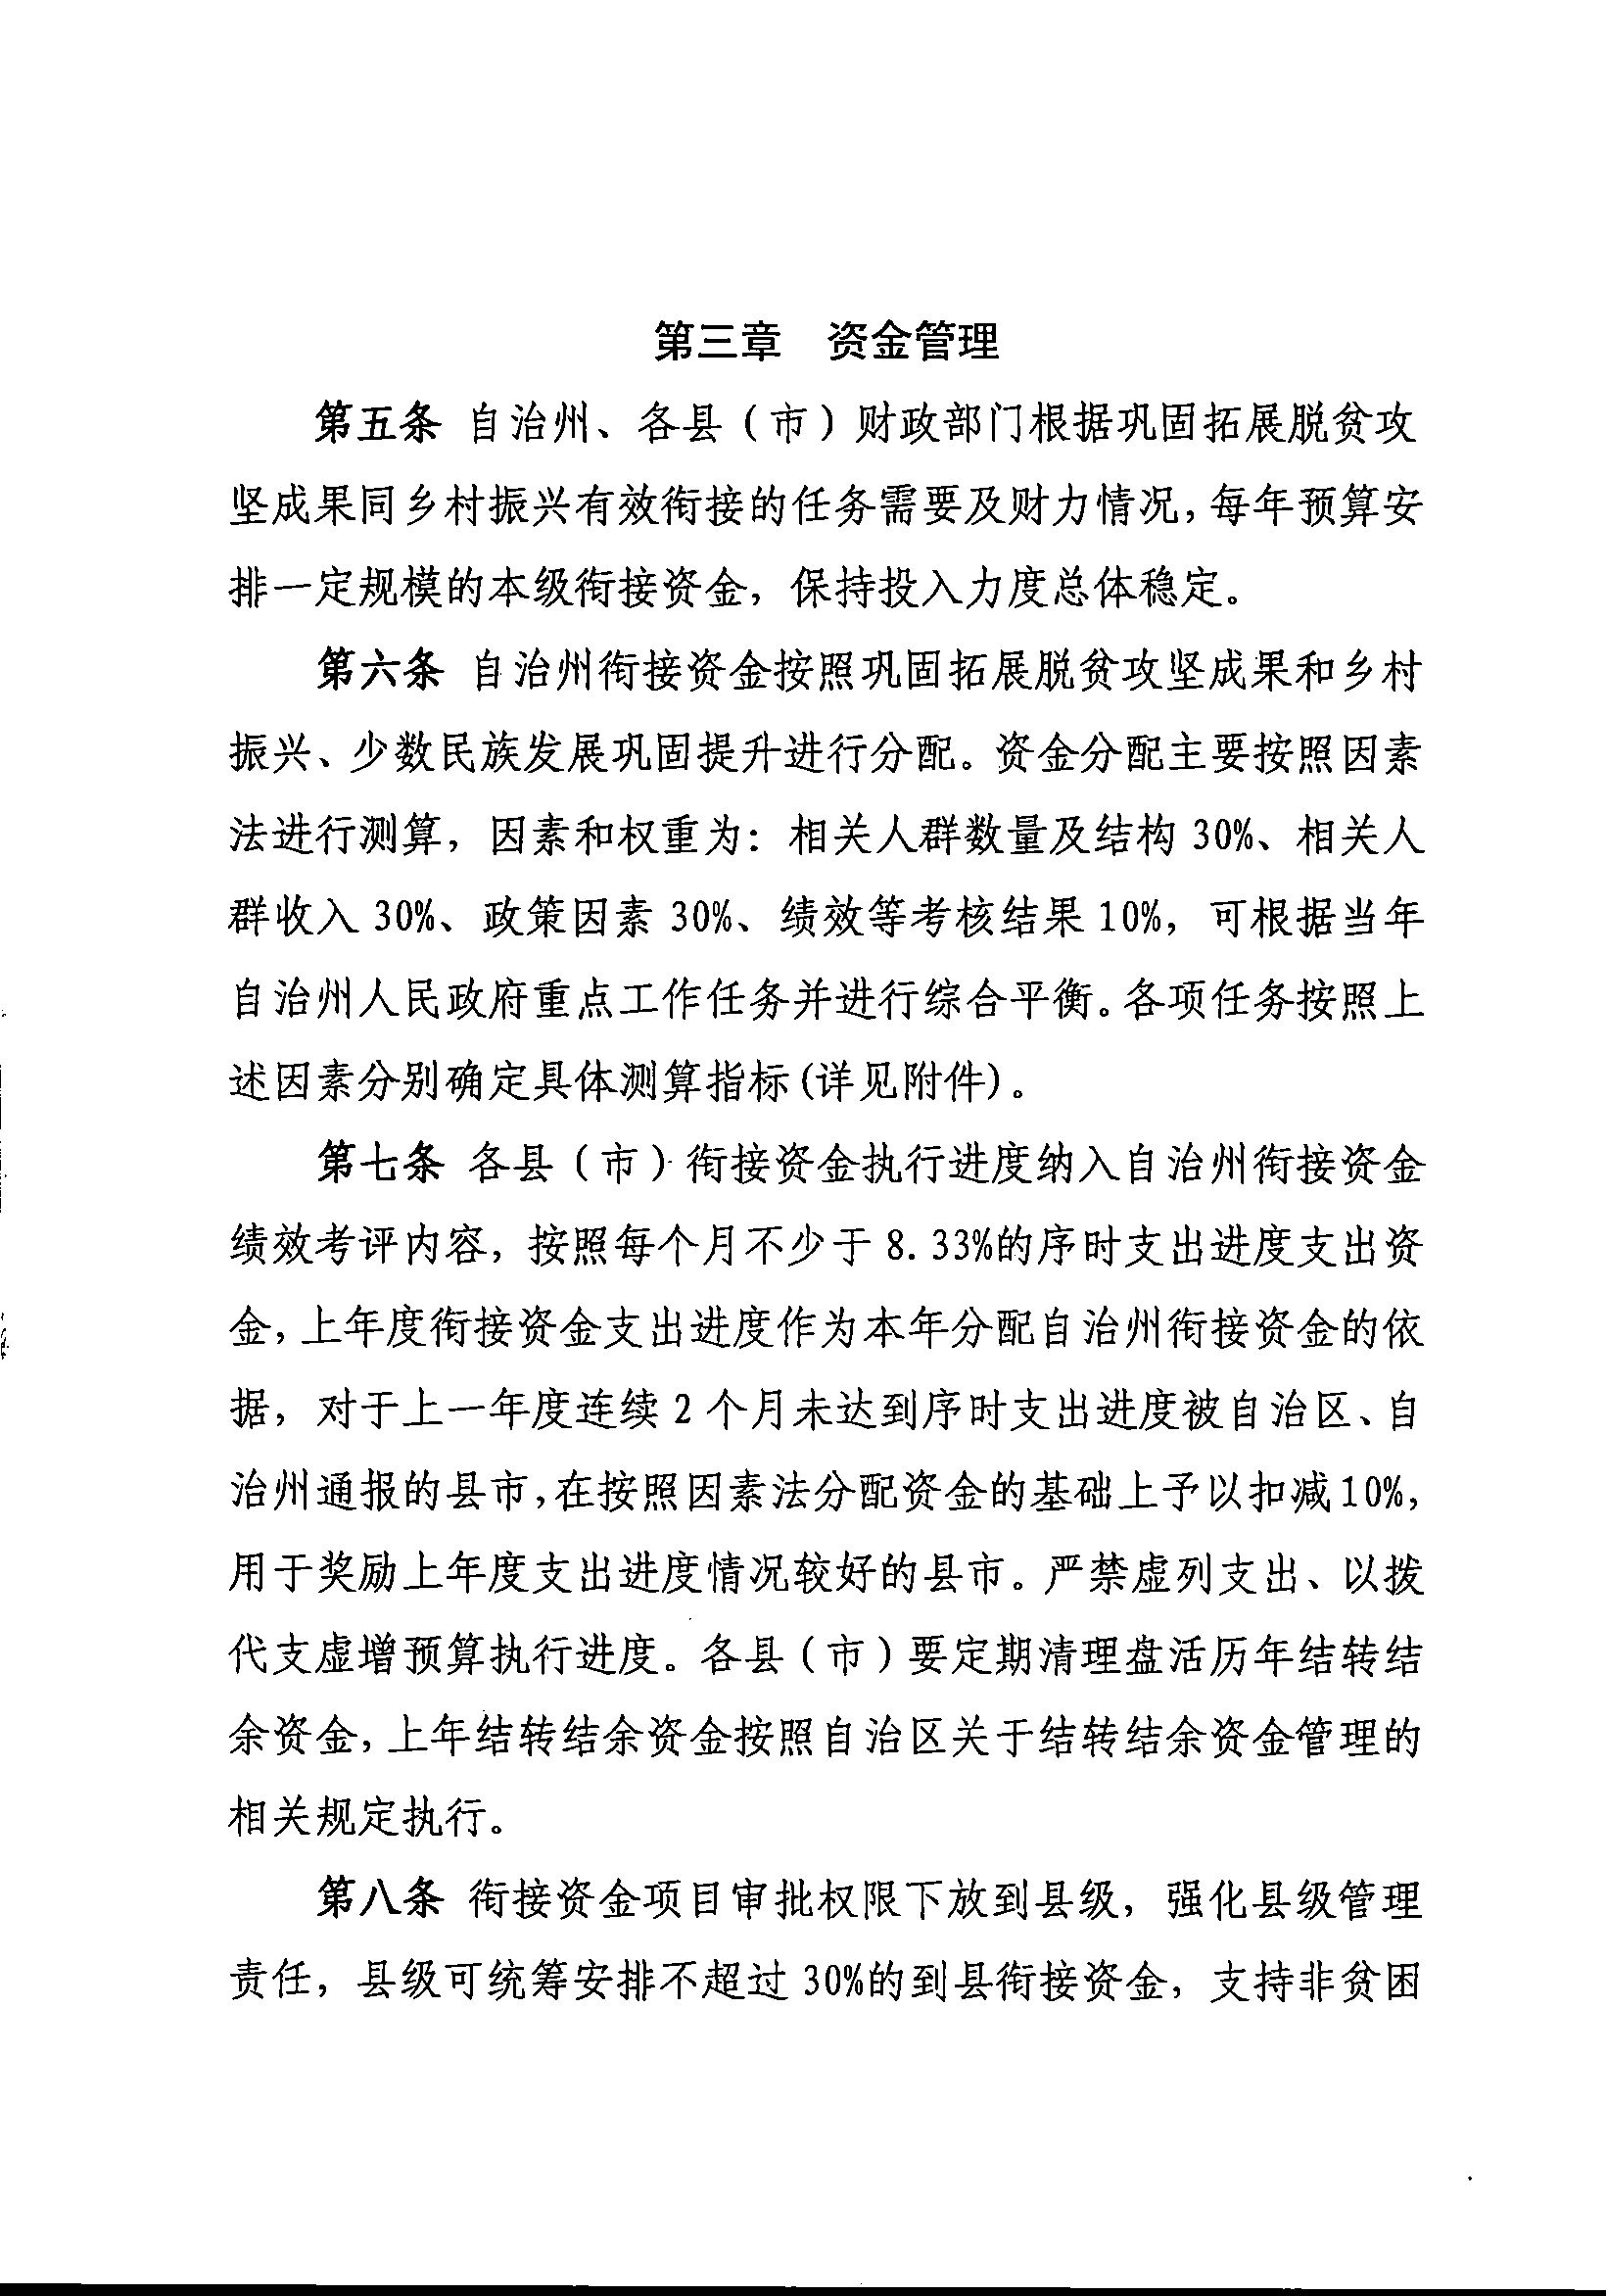 第三章　资金管理
第五条 自治州、各县（市）财政部门根据巩固拓展脱贫攻
坚成果同乡村振兴有效衔接的任务需要及财力情况，每年预算安
排一定规模的本级衔接资金，保持投入力度总体稳定。
第六条 自治州衔接资金按照巩固拓展脱贫攻坚成果和乡村
振兴、少数民族发展巩固提升进行分配。资金分配主要按照因素
法进行测算，因素和权重为：相关人群数量及结构 30%、相关人
群收入 30%、政策因素 30%、绩效等考核结果 10%，可根据当年
自治州人民政府重点工作任务并进行综合平衡。各项任务按照上
述因素分别确定具体测算指标(详见附件)。
第七条 各县（市）衔接资金执行进度纳入自治州衔接资金
绩效考评内容，按照每个月不少于 8.33%的序时支出进度支出资
金，上年度衔接资金支出进度作为本年分配自治州衔接资金的依
据，对于上一年度连续 2 个月未达到序时支出进度被自治区、自
治州通报的县市，在按照因素法分配资金的基础上予以扣减 10%，
用于奖励上年度支出进度情况较好的县市。严禁虚列支出、以拨
代支虚增预算执行进度。各县（市）要定期清理盘活历年结转结
余资金，上年结转结余资金按照自治区关于结转结余资金管理的
相关规定执行。
第八条 衔接资金项目审批权限下放到县级，强化县级管理
责任，县级可统筹安排不超过 30%的到县衔接资金，支持非贫困